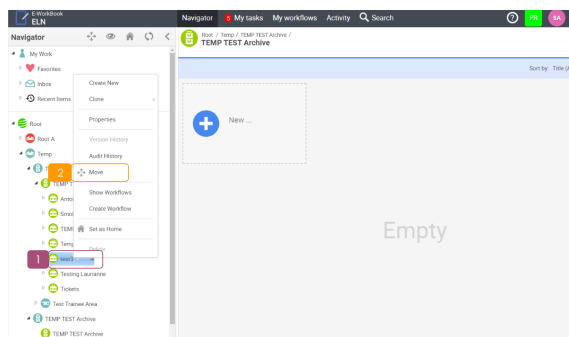 E-WorkBook
ELN
Navigator
5 My tasks
My workflows
Activity
Search
?
PR
SA
Navigator
Root / Temp / TEMP TEST Archive /
TEMP TEST Archive
My Work
Favorites
Inbox
Recent Items
Root
Root A
Temp
TEMP T
Anto
Smol
TEM
Temp
Testing Lauranne
Tickets
Test Trainee Area
TEMP TEST Archive
TEMP TEST Archive
Create New
Clone
Properties
Version History
Audit History
2
Move
Show Workflows
Create Workflow
Set as Home
Delete
1
Sort by: Title (A
New ...
Empty